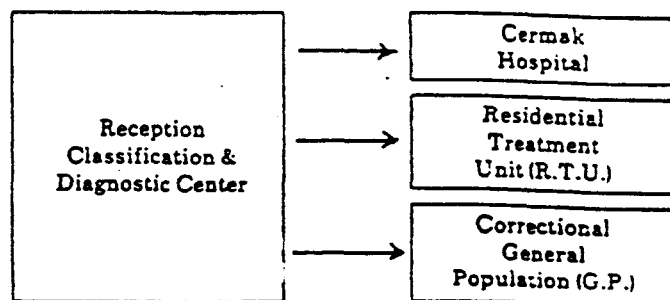 Reception
Classification &
Diagnostic Center
Cermak
Hospital
Residential
Treatment
Unit (R.T.U.)
Correctional
General
Population (G.P.)